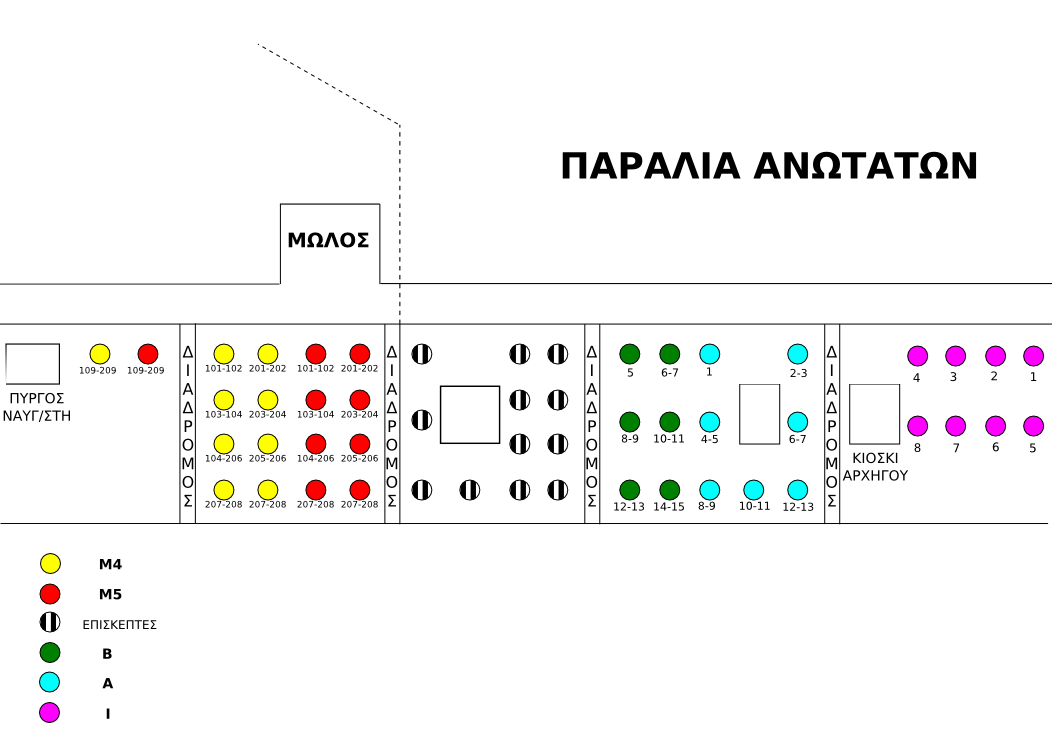 ΠΑΡΑΛΙΑ ΑΝΩΤΑΤΩΝ
ΜΩΛΟΣ
ΠΥΡΓΟΣ
ΝΑΥΓ/ΣΤΗ
109-209 109-209
ΔΙΑΔΡΟΜΟΣ
101-102 201-202 101-102 201-202
103-104 203-204 103-104 203-204
104-206 205-206 104-206 205-206
207-208 207-208 207-208 207-208
ΔΙΑΔΡΟΜΟΣ
ΔΙΑΔΡΟΜΟΣ
5 6-7 1 2-3
8-9 10-11 4-5 6-7
12-13 14-15 8-9 10-11 12-13
ΔΙΑΔΡΟΜΟΣ
ΚΙΟΣΚΙ
ΑΡΧΗΓΟΥ
4 3 2 1
8 7 6 5
Μ4
Μ5
ΕΠΙΣΚΕΠΤΕΣ
Β
Α
Ι